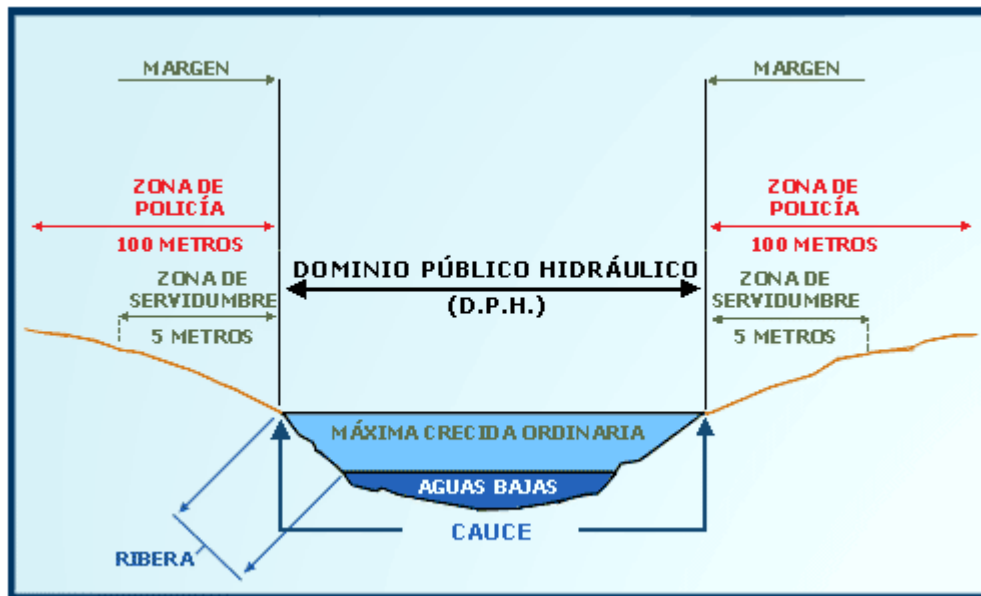 MARGEN
MARGEN
ZONA DE
POLICÍA
100 METROS
ZONA DE
POLICÍA
100 METROS
DOMINIO PÚBLICO HIDRÁULICO
(D.P.H.)
ZONA DE
SERVIDUMBRE
5 METROS
ZONA DE
SERVIDUMBRE
5 METROS
MÁXIMA CRECIDA ORDINARIA
AGUAS BAJAS
CAUCE
RIBERA